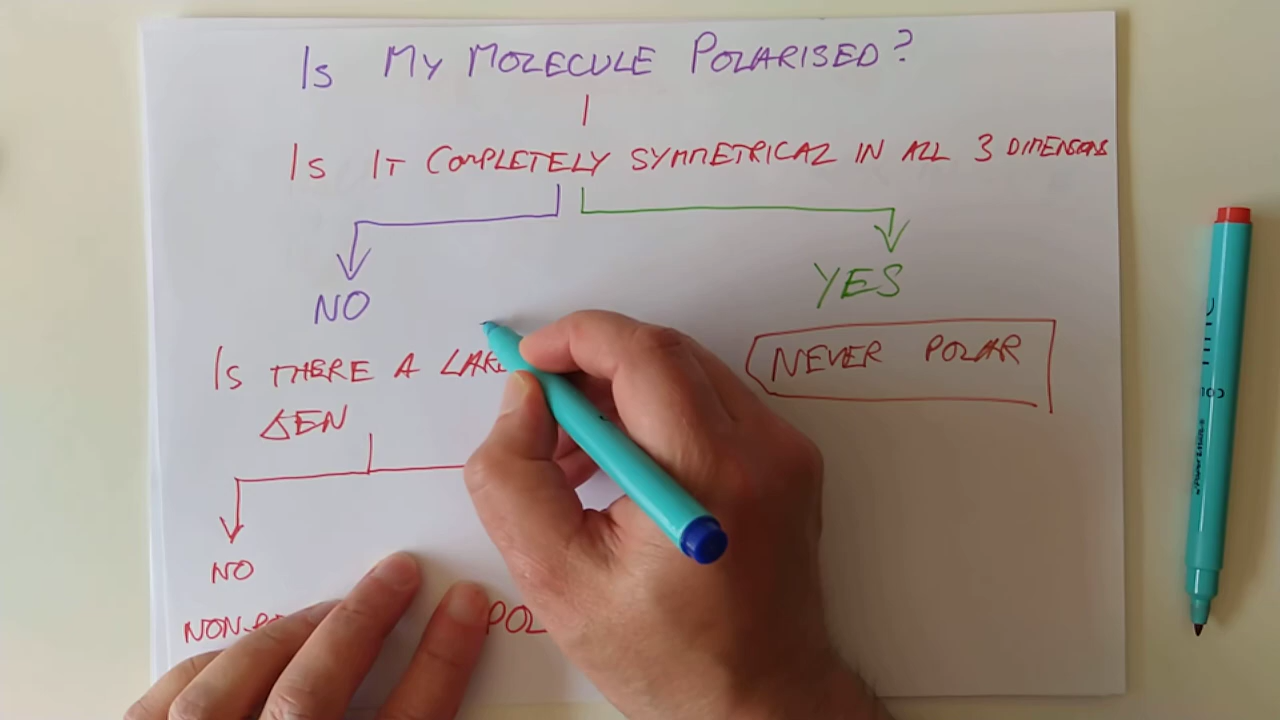 IS MY MOLECULE POLARISED?
IS IT COMPLETELY SYMMETRICAL IN ALL 3 DIMENSIONS
NO
YES
IS THERE A
NEVER POLAR
ΔEN
NO